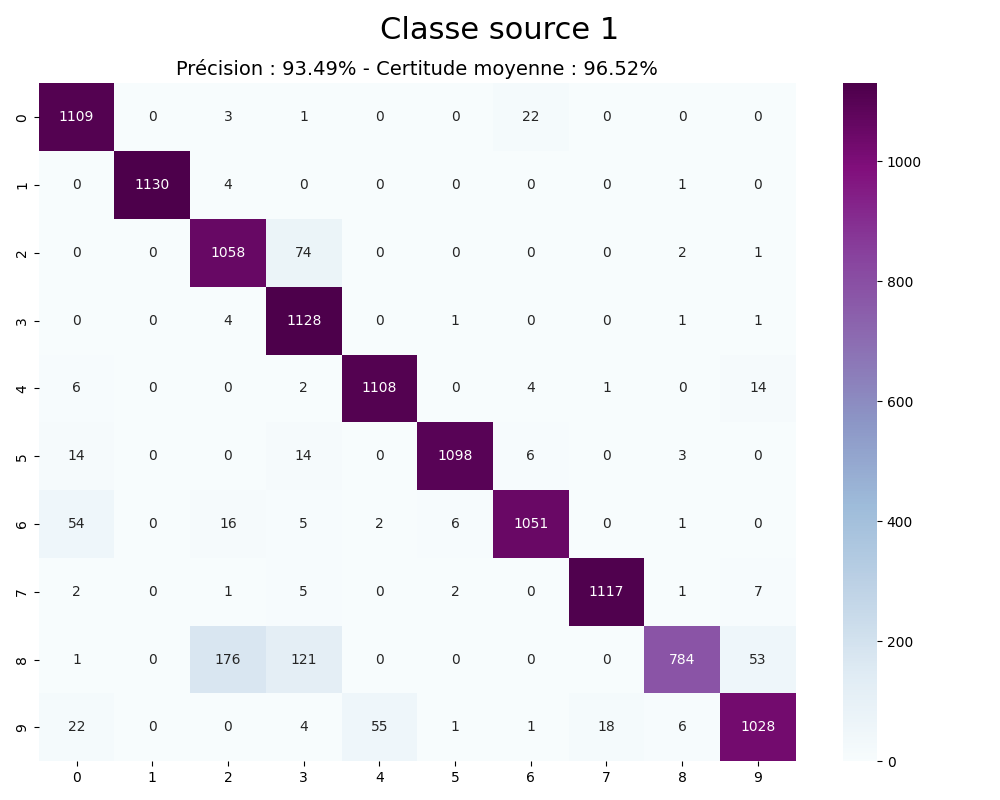 Classe source 1
Précision : 93.49% - Certitude moyenne : 96.52%
0 1109 0 3 1 0 0 22 0 0 0
1 0 1130 4 0 0 0 0 0 1 0
2 0 0 1058 74 0 0 0 0 2 1
3 0 0 4 1128 0 1 0 0 1 1
4 6 0 0 2 1108 0 4 1 0 14
5 14 0 0 14 0 1098 6 0 3 0
6 54 0 16 5 2 6 1051 0 1 0
7 2 0 1 5 0 2 0 1117 1 7
8 1 0 176 121 0 0 0 0 784 53
9 22 0 0 4 55 1 1 18 6 1028
0 1 2 3 4 5 6 7 8 9
1000
800
600
400
200
0